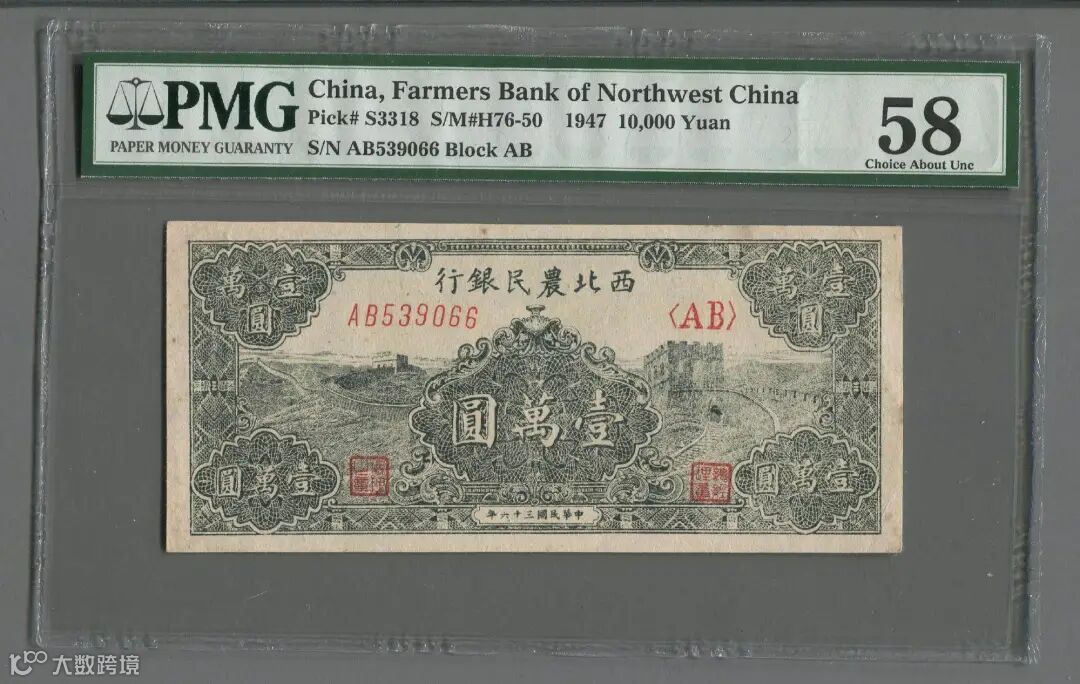 PMG
PAPER MONEY GUARANTY
China, Farmers Bank of Northwest China
Pick# S3318 S/M#H76-50 1947 10,000 Yuan
S/N AB539066 Block AB
58
Choice About Unc
行銀民農北西
AB539066
〈AB〉
萬壹
圓
萬壹
圓
圓萬壹
圓萬壹
圓萬壹
年六十三國民華中
大数跨境